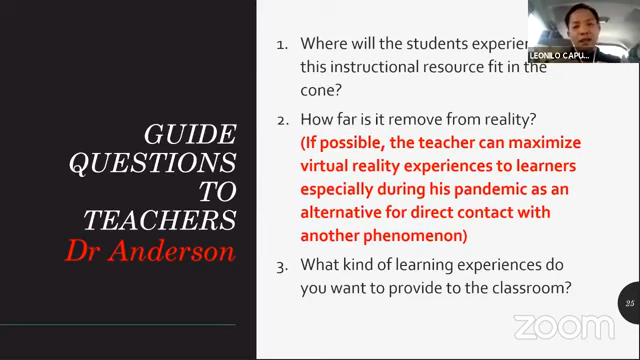 GUIDE
QUESTIONS
TO
TEACHERS
Dr Anderson
1. Where will the students
this instructional resource fit in the
cone?
2. How far is it remove from reality?
(If possible, the teacher can maximize
virtual reality experiences to learners
especially during his pandemic as an
alternative for direct contact with
another phenomenon)
3. What kind of learning experiences do
you want to provide to the classroom?
LEONILO CAPU...
25
zoom